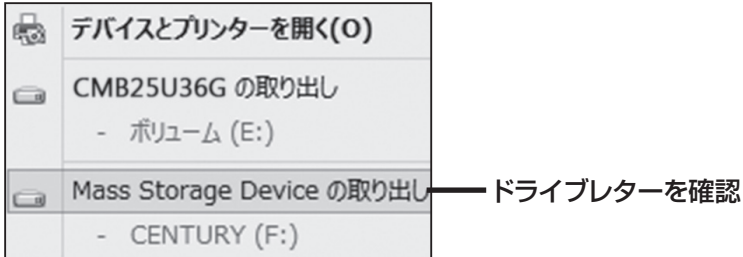 デバイスとプリンターを開く(O)
CMB25U36G の取り出し
- ボリューム (E:)
Mass Storage Device の取り出し
ドライブレターを確認
- CENTURY (F:)